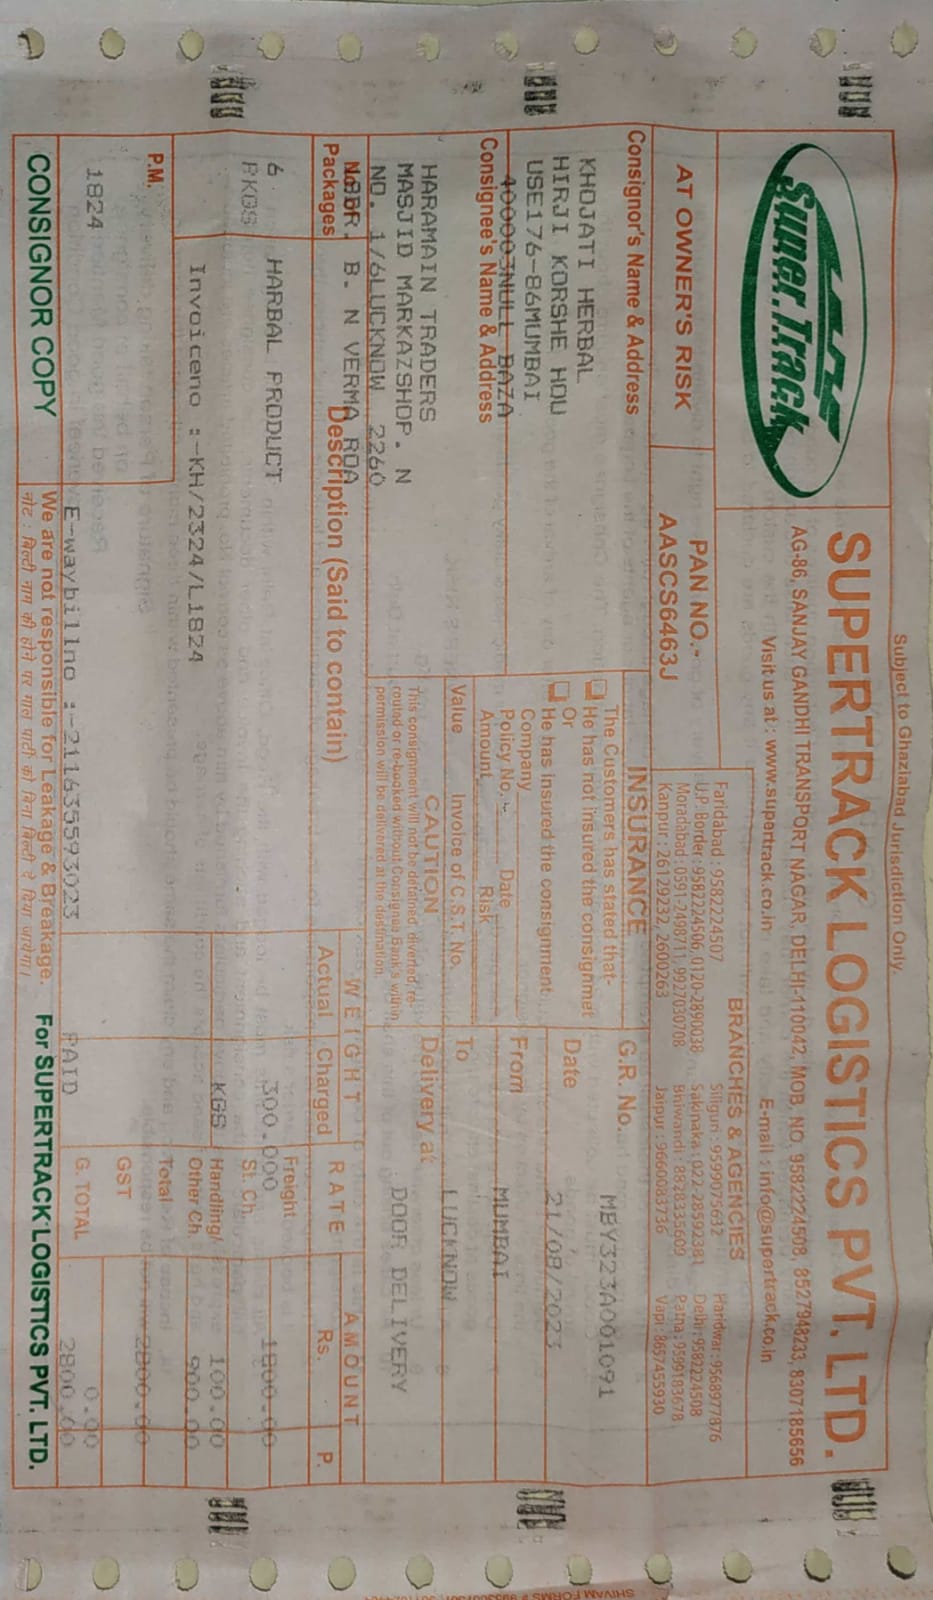 Subject to Ghaziabad Jurisdiction Only.
Super.Track
SUPERTRACK LOGISTICS PVT. LTD.
AG-86, SANJAY GANDHI TRANSPORT NAGAR, DELHI-110042, MOB. NO. 9582224508, 8527948233, 8307185656
Visit us at : www.supertrack.co.in E-mail : info@supertrack.co.in
AT OWNER'S RISK
PAN NO.-
AASCS6463J
BRANCHES & AGENCIES
Faridabad : 9582224507 Siliguri : 9599075632 Haridwar : 9568977876
U.P. Border : 9582224506, 0120-2890038 Sakinaka : 022-28592381 Delhi : 9582224508
Moradabad : 0591-249871, 9927030708 Bhiwandi : 8828335609 Patna : 9599183678
Kanpur : 26129232, 2600263 Jaipur : 9660083736 Vapi : 8657455930
Consignor's Name & Address
KHOJATI HERBAL
HIRJI KORSHE HOU
USE176-86MUMBAI
400003NULL BAZA
Consignee's Name & Address
HARAMAIN TRADERS
MASJID MARKAZSHOP. N
NO. 1/6LUCKNOW 2260
B. N VERMA ROA
INSURANCE
The Customers has stated that-
He has not insured the consignmet
Or
He has insured the consignment
Company
Policy No. Date
Amount Risk
Value Invoice of C.S.T. No.
CAUTION
This consignment will not be detained, diverted, re-
routed or re-booked without Consignee Bank's within
permission will be delivered at the destination.
G.R. No. MBY323A001091
Date 21/08/2023
From MUMBAI
To LUCKNOW
Delivery at DOOR DELIVERY
No. of
Packages
Description (Said to contain)
WEIGHT
Actual Charged
RATE
AMOUNT
Rs. P.
6 HARBAL PRODUCT 300.000 Freight 1800.00
PKGS St. Ch.
KGS Handling/ 100.00
Invoiceno :-KH/2324/L1824 Other Ch. 900.00
P.M. Total 2800.00
GST 0.00
1824 E-waybillno :-211635593023 PAID G. TOTAL 2800.00
CONSIGNOR COPY
We are not responsible for Leakage & Breakage.
नोट : बिल्टी नाम की होने पर माल पार्टी को बिना बिल्टी दे दिया जायेगा।
For SUPERTRACK LOGISTICS PVT. LTD.